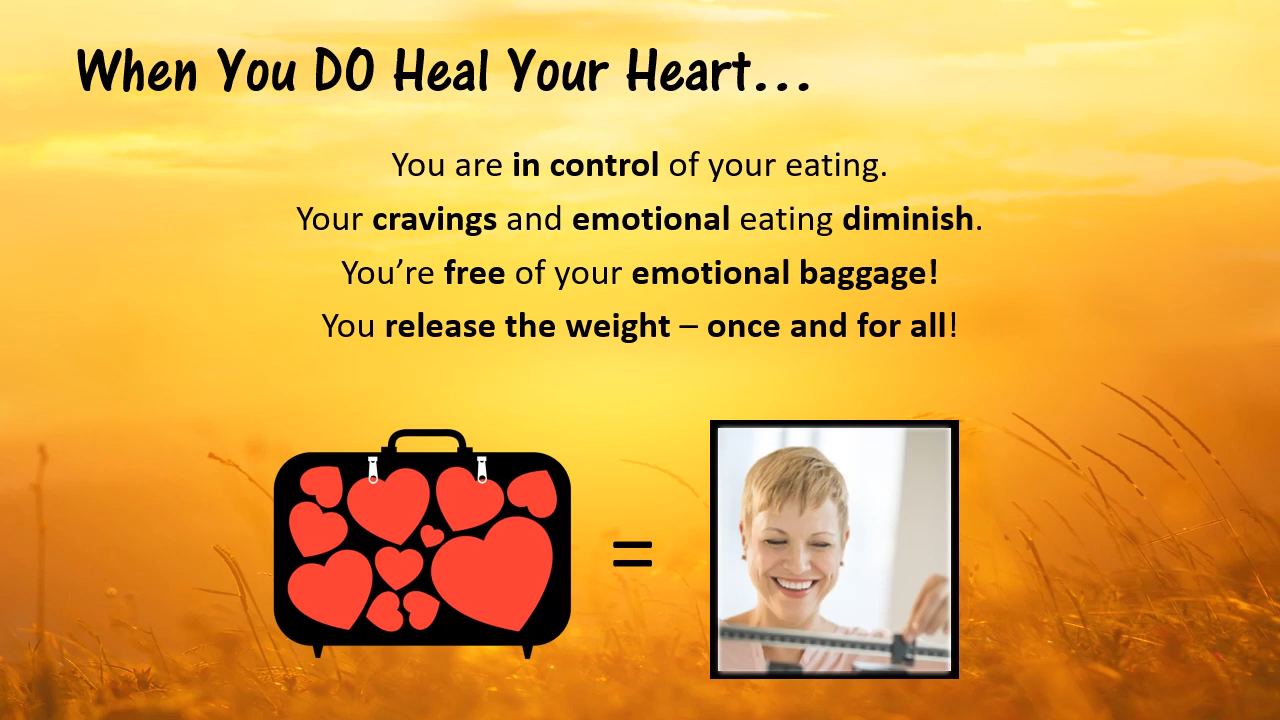 When You DO Heal Your Heart...
You are in control of your eating.
Your cravings and emotional eating diminish.
You’re free of your emotional baggage!
You release the weight – once and for all!
=